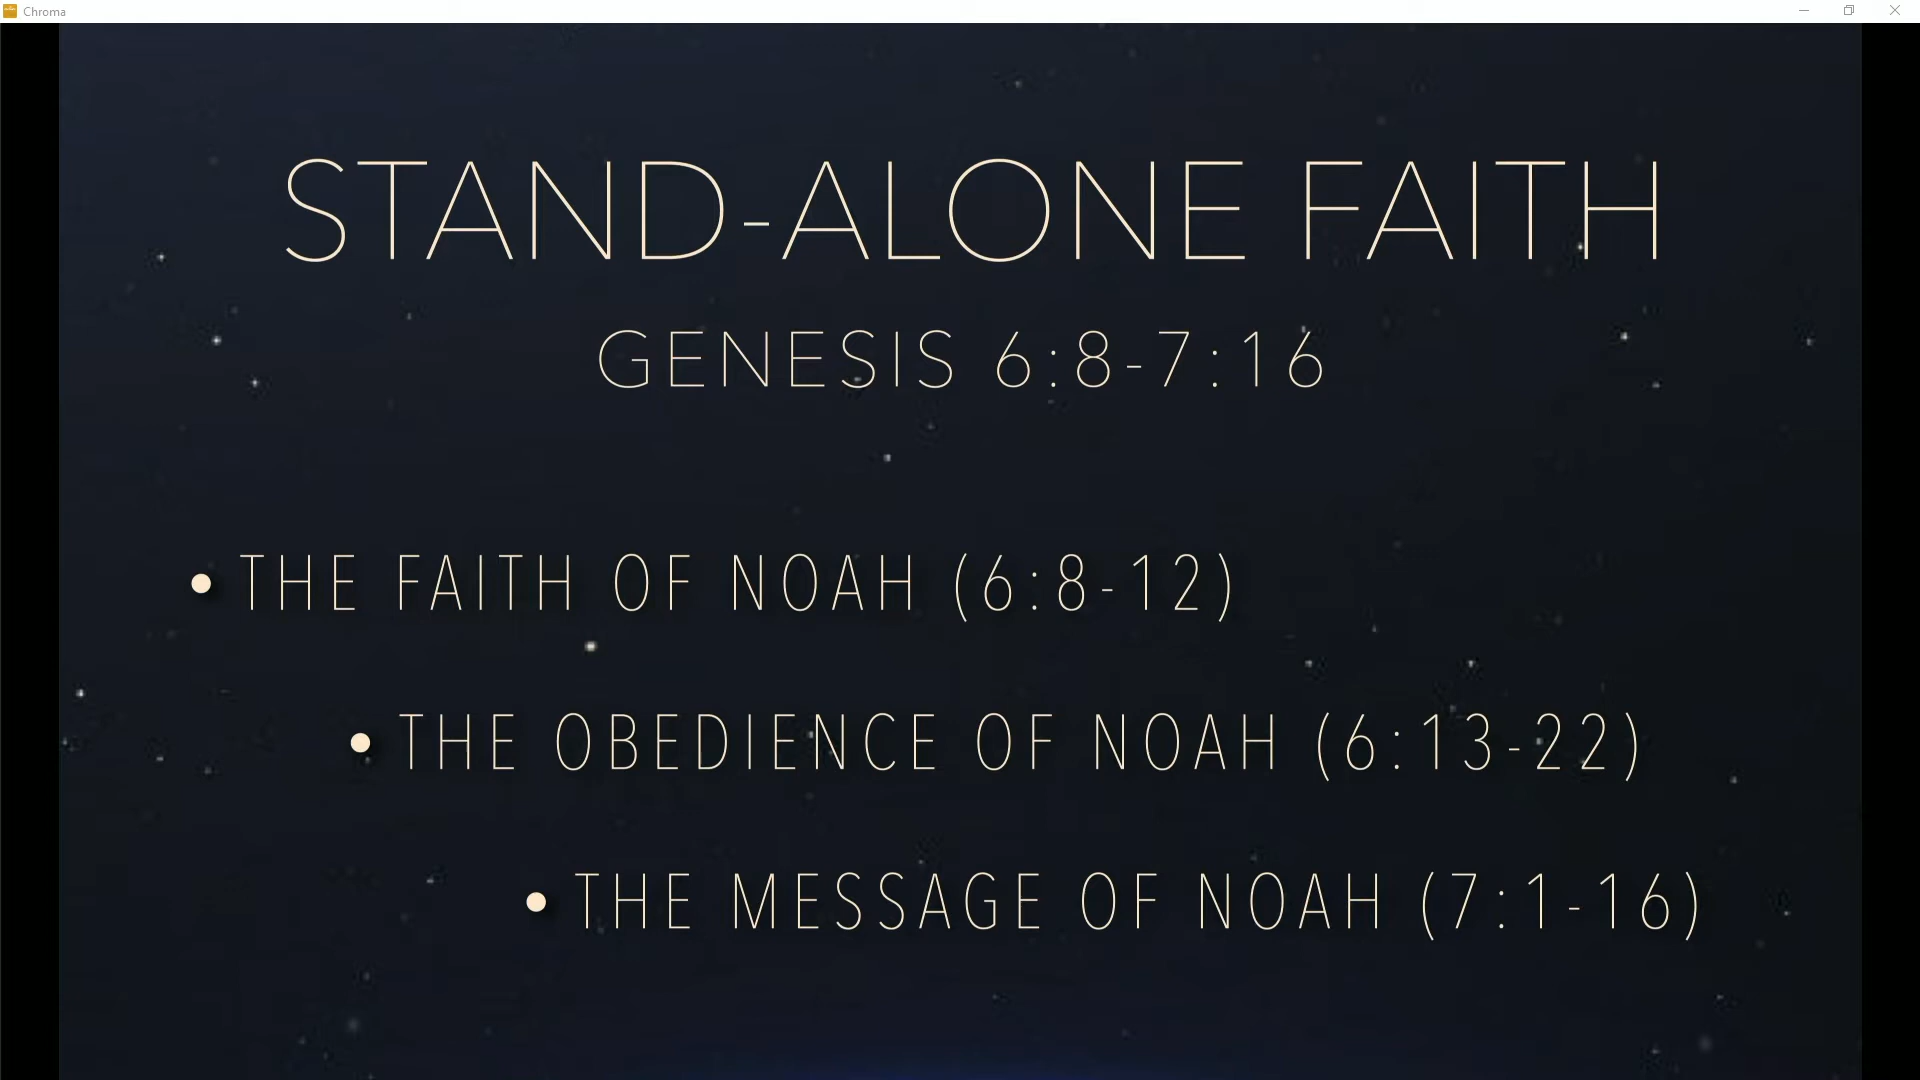 Chroma
STAND-ALONE FAITH
GENESIS 6:8-7:16
• THE FAITH OF NOAH (6:8-12)
• THE OBEDIENCE OF NOAH (6:13-22)
• THE MESSAGE OF NOAH (7:1-16)